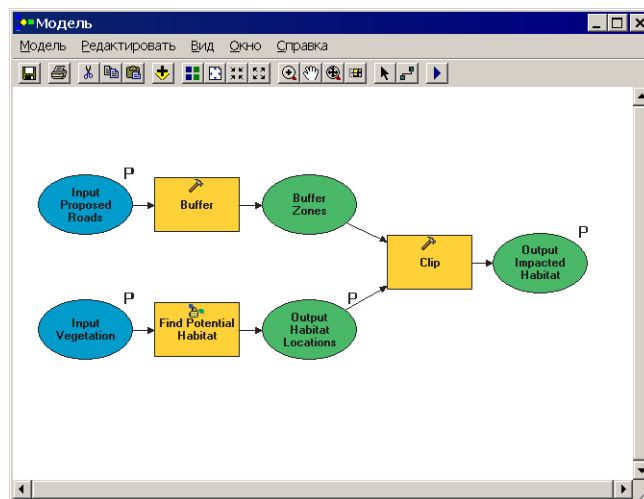 Модель
Модель Редактировать Вид Окно Справка
P
Input
Proposed
Roads
Buffer
Buffer
Zones
Clip
P
Output
Impacted
Habitat
P
Input
Vegetation
Find Potential
Habitat
P
Output
Habitat
Locations